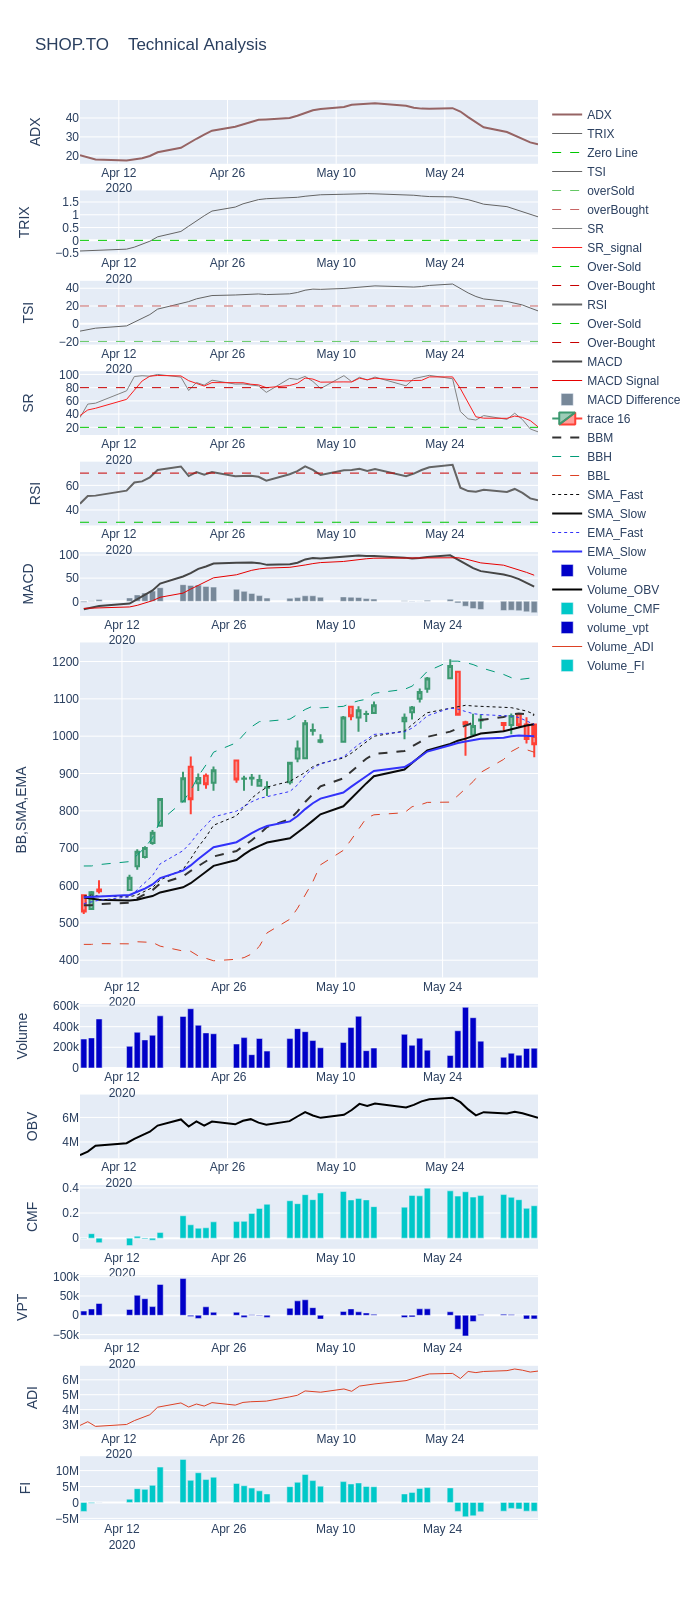 SHOP.TO    Technical Analysis
ADX
40
30
20
Apr 12
2020
Apr 26
May 10
May 24
TRIX
1.5
1
0.5
0
−0.5
Apr 12
2020
Apr 26
May 10
May 24
TSI
40
20
0
−20
Apr 12
2020
Apr 26
May 10
May 24
SR
100
80
60
40
20
Apr 12
2020
Apr 26
May 10
May 24
RSI
60
40
Apr 12
2020
Apr 26
May 10
May 24
MACD
100
50
0
Apr 12
2020
Apr 26
May 10
May 24
BB,SMA,EMA
1200
1100
1000
900
800
700
600
500
400
Apr 12
2020
Apr 26
May 10
May 24
Volume
600k
400k
200k
0
Apr 12
2020
Apr 26
May 10
May 24
OBV
6M
4M
Apr 12
2020
Apr 26
May 10
May 24
CMF
0.4
0.2
0
Apr 12
2020
Apr 26
May 10
May 24
VPT
100k
50k
0
−50k
Apr 12
2020
Apr 26
May 10
May 24
ADI
6M
5M
4M
3M
Apr 12
2020
Apr 26
May 10
May 24
FI
10M
5M
0
−5M
Apr 12
2020
Apr 26
May 10
May 24
ADX
TRIX
Zero Line
TSI
overSold
overBought
SR
SR_signal
Over-Sold
Over-Bought
RSI
Over-Sold
Over-Bought
MACD
MACD Signal
MACD Difference
trace 16
BBM
BBH
BBL
SMA_Fast
SMA_Slow
EMA_Fast
EMA_Slow
Volume
Volume_OBV
Volume_CMF
volume_vpt
Volume_ADI
Volume_FI